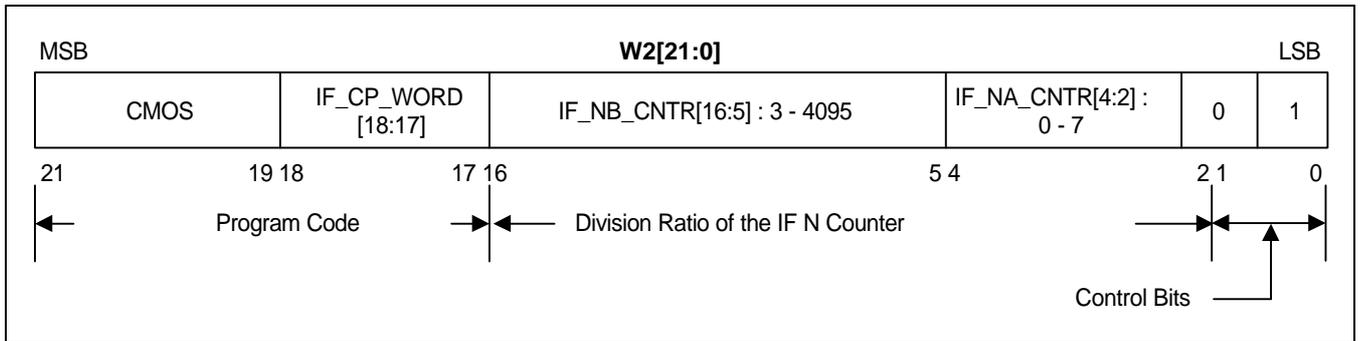 MSB W2[21:0] LSB
CMOS IF_CP_WORD [18:17] IF_NB_CNTR[16:5] : 3 - 4095 IF_NA_CNTR[4:2] : 0 - 7 0 1
21 19 18 17 16 5 4 2 1 0
Program Code Division Ratio of the IF N Counter
Control Bits